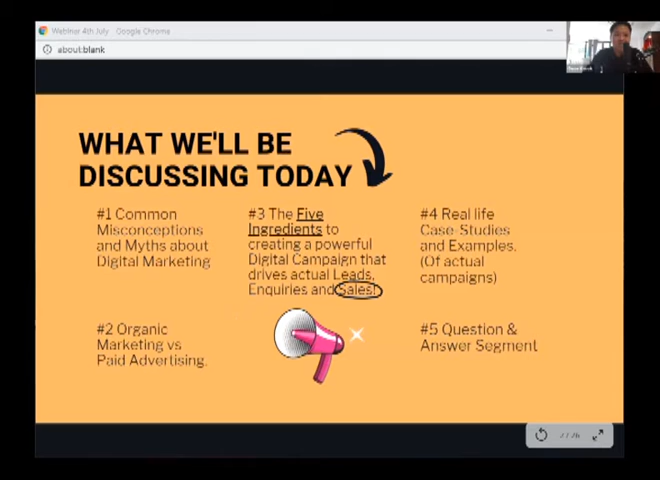 Webinar 4th July - Google Chrome
about:blank
WHAT WE'LL BE
DISCUSSING TODAY
#1 Common
Misconceptions
and Myths about
Digital Marketing
#2 Organic
Marketing vs
Paid Advertising.
#3 The Five
Ingredients to
creating a powerful
Digital Campaign that
drives actual Leads,
Enquiries and Sales!
#4 Real life
Case-Studies
and Examples.
(Of actual
campaigns)
#5 Question &
Answer Segment